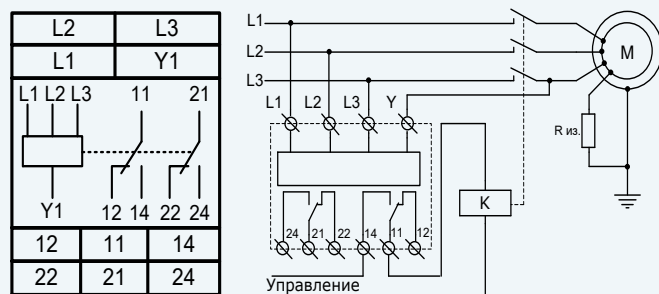 L2 L3
L1 Y1
L1 L2 L3 11 21
Y1 12 14 22 24
12 11 14
22 21 24
L1
L2
L3
M
L1 L2 L3 Y
R из.
K
24 21 22 14 11 12
Управление